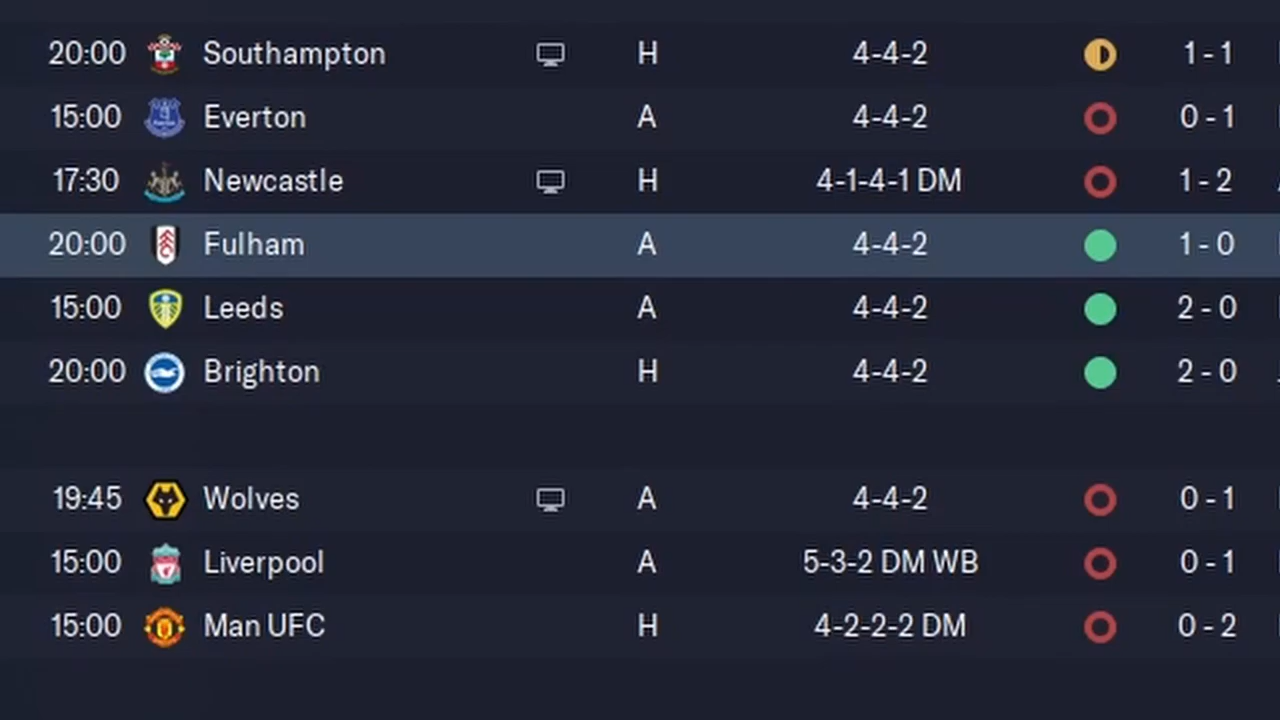 20:00 Southampton H 4-4-2 1 - 1
15:00 Everton A 4-4-2 0 - 1
17:30 Newcastle H 4-1-4-1 DM 1 - 2
20:00 Fulham A 4-4-2 1 - 0
15:00 Leeds A 4-4-2 2 - 0
20:00 Brighton H 4-4-2 2 - 0
19:45 Wolves A 4-4-2 0 - 1
15:00 Liverpool A 5-3-2 DM WB 0 - 1
15:00 Man UFC H 4-2-2-2 DM 0 - 2